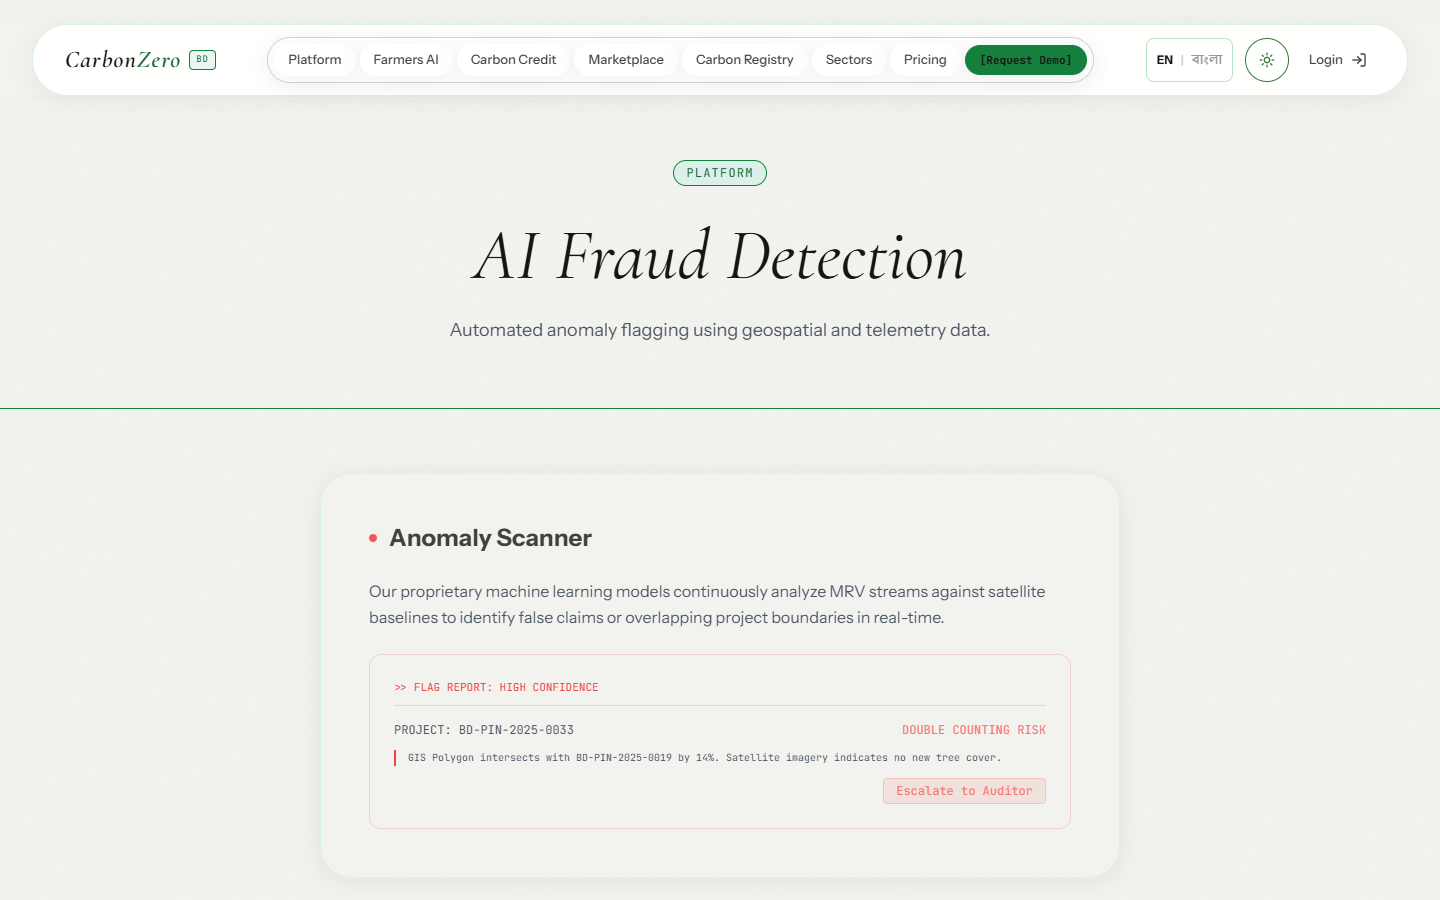 CarbonZero BD
Platform Farmers AI Carbon Credit Marketplace Carbon Registry Sectors Pricing [Request Demo]
EN | বাংলা
Login
PLATFORM
AI Fraud Detection
Automated anomaly flagging using geospatial and telemetry data.
Anomaly Scanner
Our proprietary machine learning models continuously analyze MRV streams against satellite
baselines to identify false claims or overlapping project boundaries in real-time.
>> FLAG REPORT: HIGH CONFIDENCE
PROJECT: BD-PIN-2025-0033 DOUBLE COUNTING RISK
GIS Polygon intersects with BD-PIN-2025-0019 by 14%. Satellite imagery indicates no new tree cover.
Escalate to Auditor